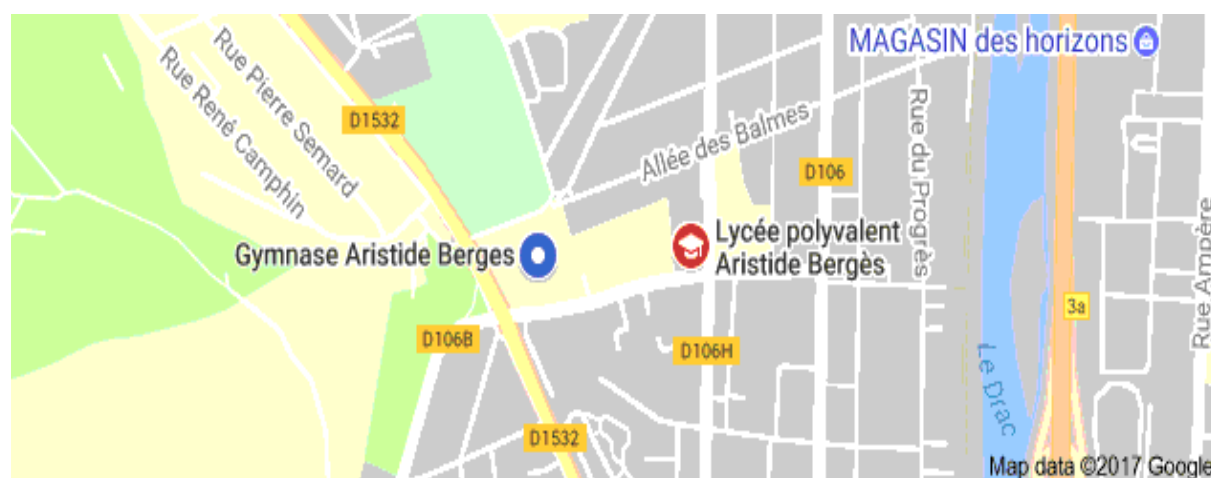 MAGASIN des horizons
Rue Pierre Semard
Rue René Camphin
D1532
Allée des Balmes
D106
Rue du Progrès
Rue Ampère
Gymnase Aristide Berges
Lycée polyvalent
Aristide Bergès
3a
D106B
D106H
Le Drac
D1532
Map data ©2017 Google